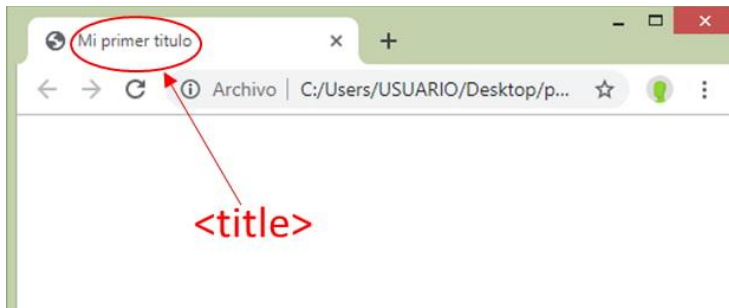 Mi primer titulo
Archivo | C:/Users/USUARIO/Desktop/p...
<title>